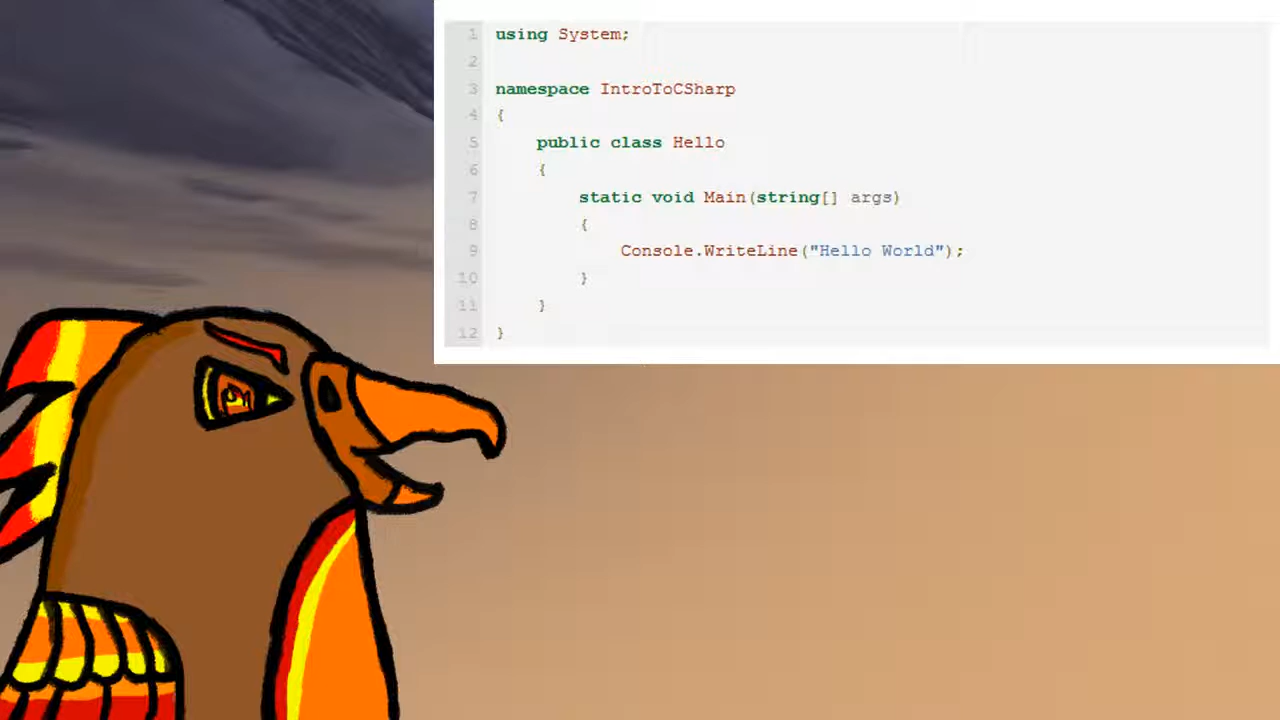 1 using System;
2
3 namespace IntroToCSharp
4 {
5     public class Hello
6     {
7         static void Main(string[] args)
8         {
9             Console.WriteLine("Hello World");
10         }
11     }
12 }